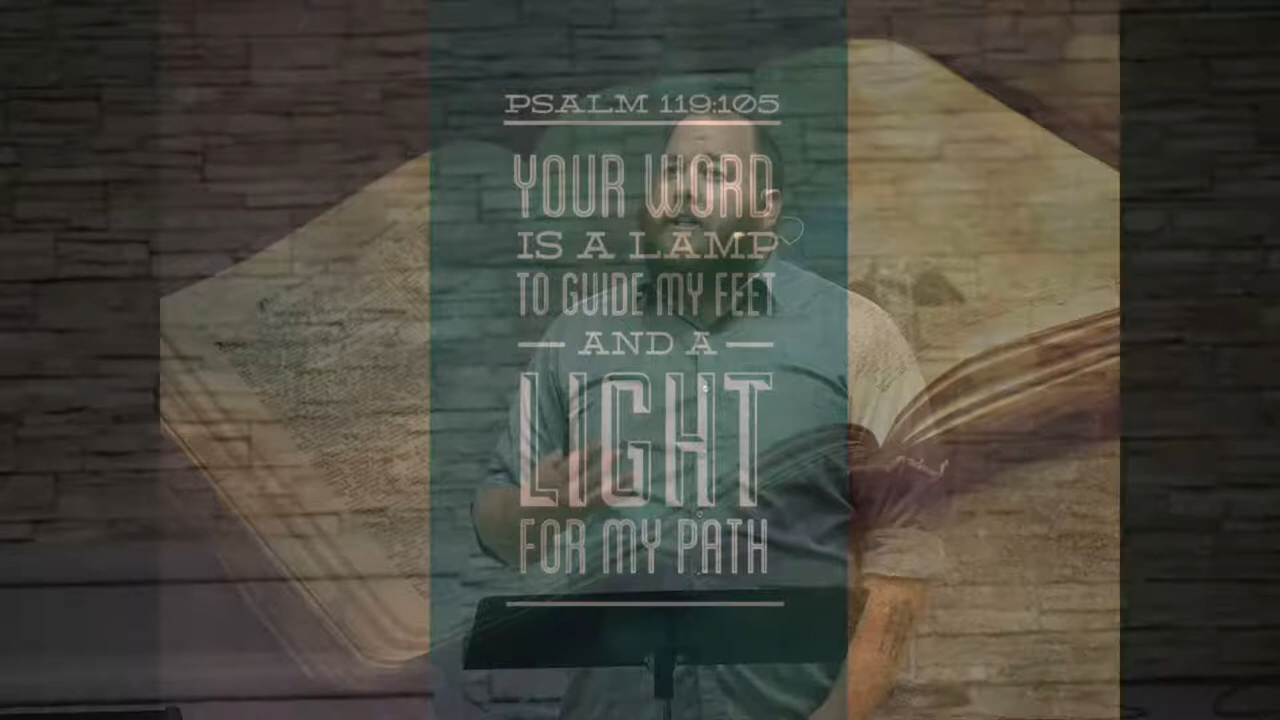 PSALM 119:105
YOUR WORD
IS A LAMP
TO GUIDE MY FEET
AND A
LIGHT
FOR MY PATH